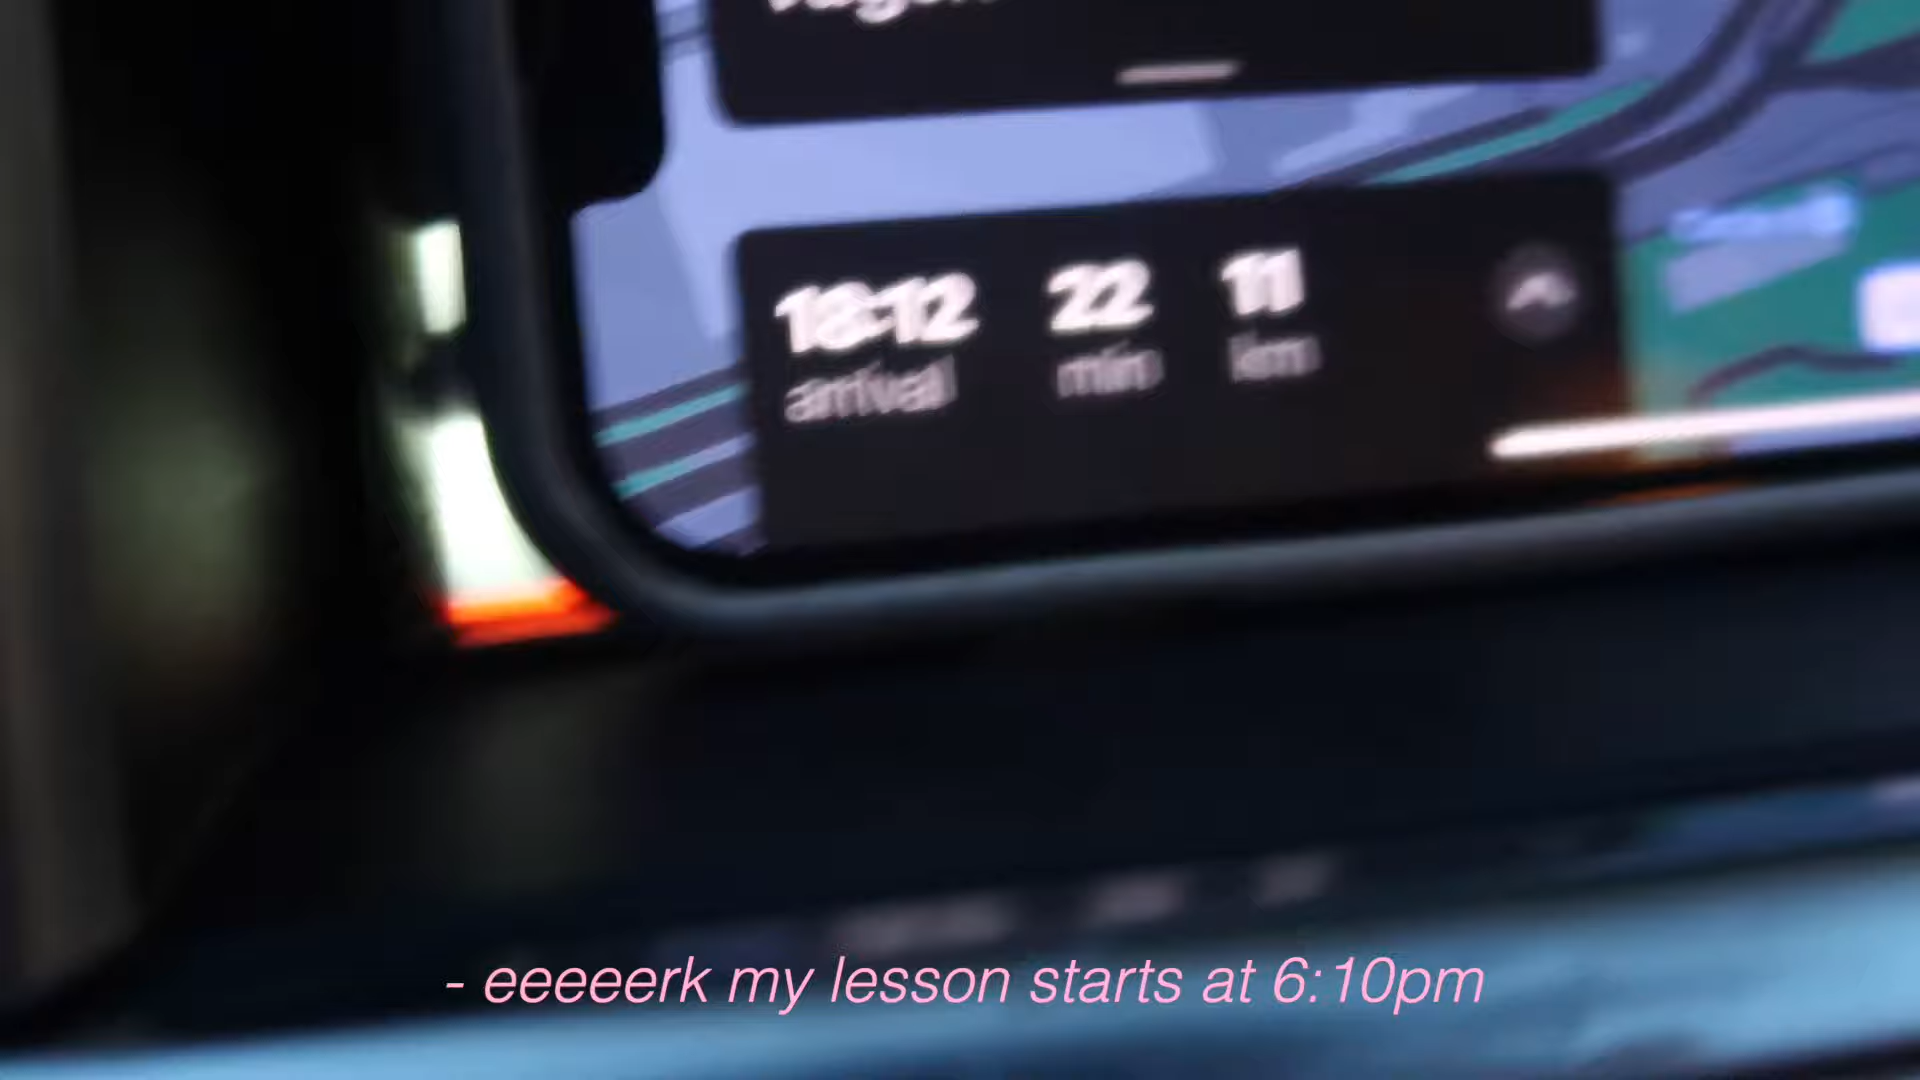 18:12 22 11
arrival min km
- eeeeerk my lesson starts at 6:10pm